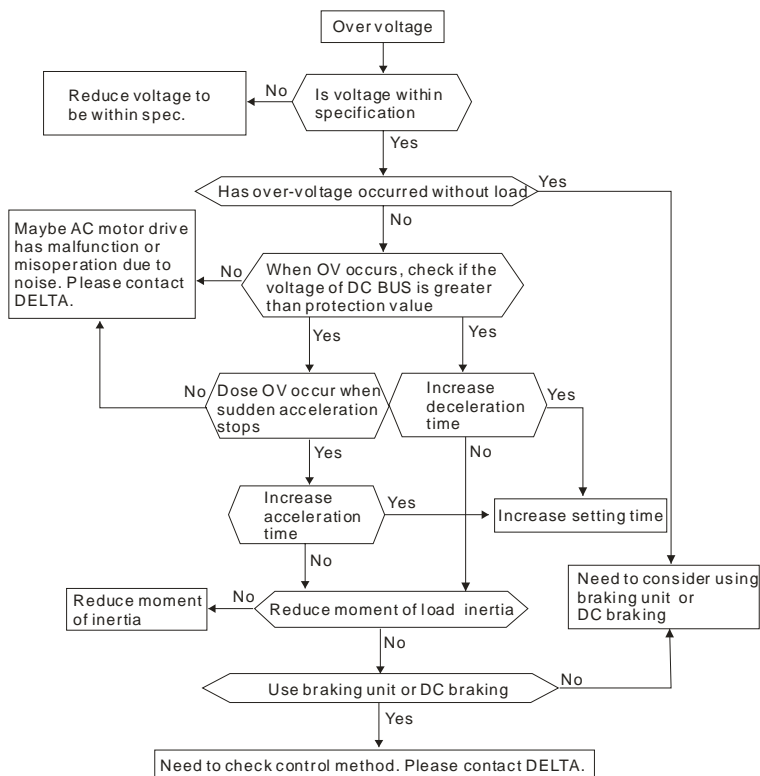 Over voltage
Is voltage within
specification
No
Reduce voltage to
be within spec.
Yes
Has over-voltage occurred without load
Yes
No
When OV occurs, check if the
voltage of DC BUS is greater
than protection value
No
Maybe AC motor drive
has malfunction or
misoperation due to
noise. Please contact
DELTA.
Yes
Yes
Dose OV occur when
sudden acceleration
stops
No
Increase
deceleration
time
Yes
Yes
No
Increase
acceleration
time
Yes
Increase setting time
No
Need to consider using
braking unit or
DC braking
Reduce moment of load inertia
No
Reduce moment
of inertia
No
Use braking unit or DC braking
No
Yes
Need to check control method. Please contact DELTA.